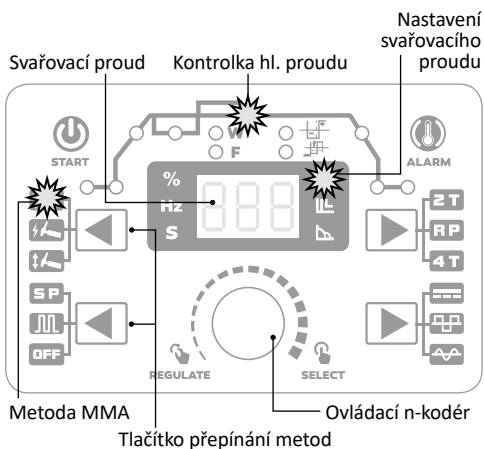 Nastavení
svařovacího
proudu
Svařovací proud
Kontrolka hl. proudu
START
W
F
ALARM
%
Hz
S
888
2T
RP
4T
SP
OFF
REGULATE
SELECT
Metoda MMA
Ovládací n-kodér
Tlačítko přepínání metod